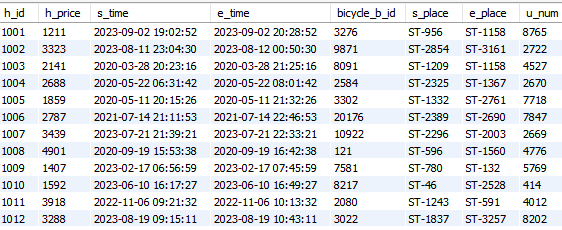 h_id h_price s_time e_time bicycle_b_id s_place e_place u_num
1001 1211 2023-09-02 19:02:52 2023-09-02 20:28:52 3276 ST-956 ST-1158 8765
1002 3323 2023-08-11 23:04:30 2023-08-12 00:50:30 9871 ST-2854 ST-3161 2722
1003 2141 2020-03-28 20:23:16 2020-03-28 21:25:16 8091 ST-1209 ST-1158 4527
1004 2688 2020-05-22 06:31:42 2020-05-22 08:01:42 2584 ST-2325 ST-1367 2670
1005 1859 2020-05-11 20:15:26 2020-05-11 21:32:26 3302 ST-1332 ST-2761 7718
1006 2787 2021-07-14 21:11:53 2021-07-14 22:46:53 20176 ST-2389 ST-2690 7847
1007 3439 2023-07-21 21:39:21 2023-07-21 22:33:21 10922 ST-2296 ST-2003 2669
1008 4901 2020-09-19 15:53:38 2020-09-19 16:42:38 121 ST-596 ST-1560 4776
1009 1407 2023-02-17 06:56:59 2023-02-17 07:45:59 7581 ST-780 ST-132 5769
1010 1592 2023-06-10 16:17:27 2023-06-10 16:49:27 8217 ST-46 ST-2528 414
1011 3918 2022-11-06 09:21:32 2022-11-06 10:13:32 2080 ST-1243 ST-591 4012
1012 3288 2023-08-19 09:15:11 2023-08-19 10:43:11 3022 ST-1837 ST-3257 8202